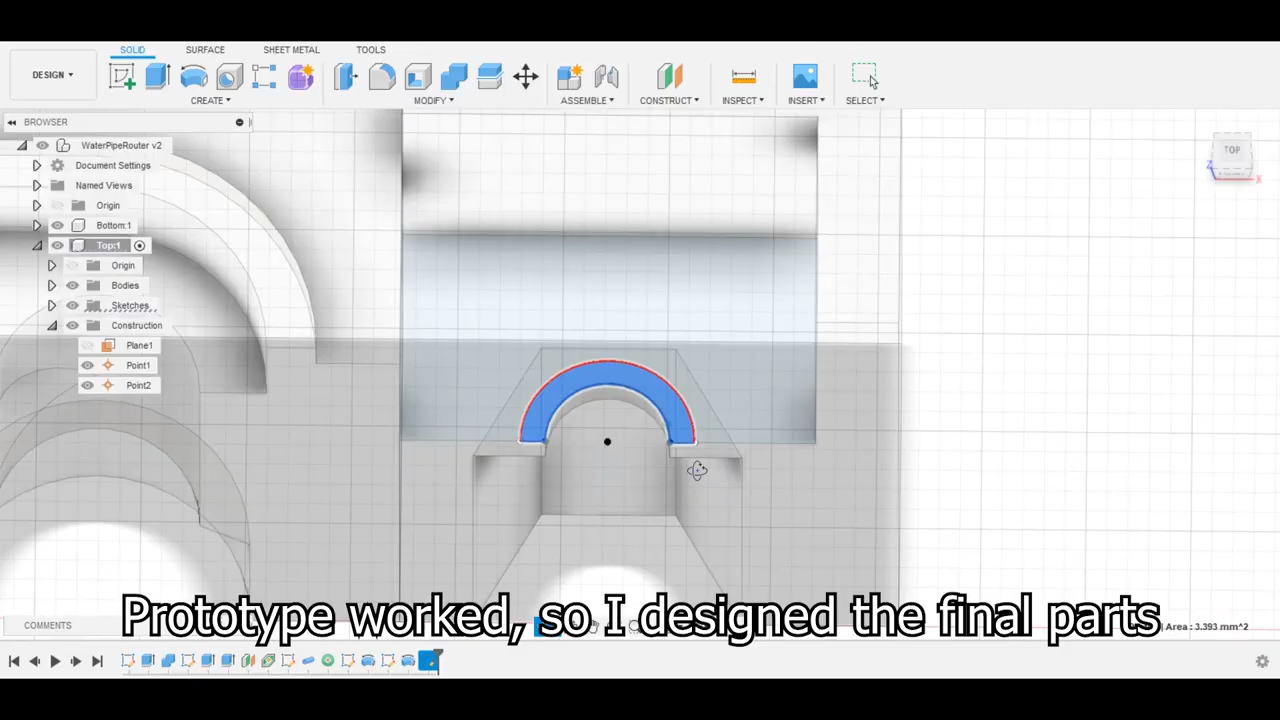 SOLID SURFACE SHEET METAL TOOLS
DESIGN
CREATE MODIFY ASSEMBLE CONSTRUCT INSPECT INSERT SELECT
BROWSER
WaterPipeRouter v2
Document Settings
Named Views
Origin
Bottom:1
Top:1
Origin
Bodies
Sketches
Construction
Plane1
Point1
Point2
TOP
Z X
COMMENTS
Prototype worked, so I designed the final parts
Area : 3.393 mm^2